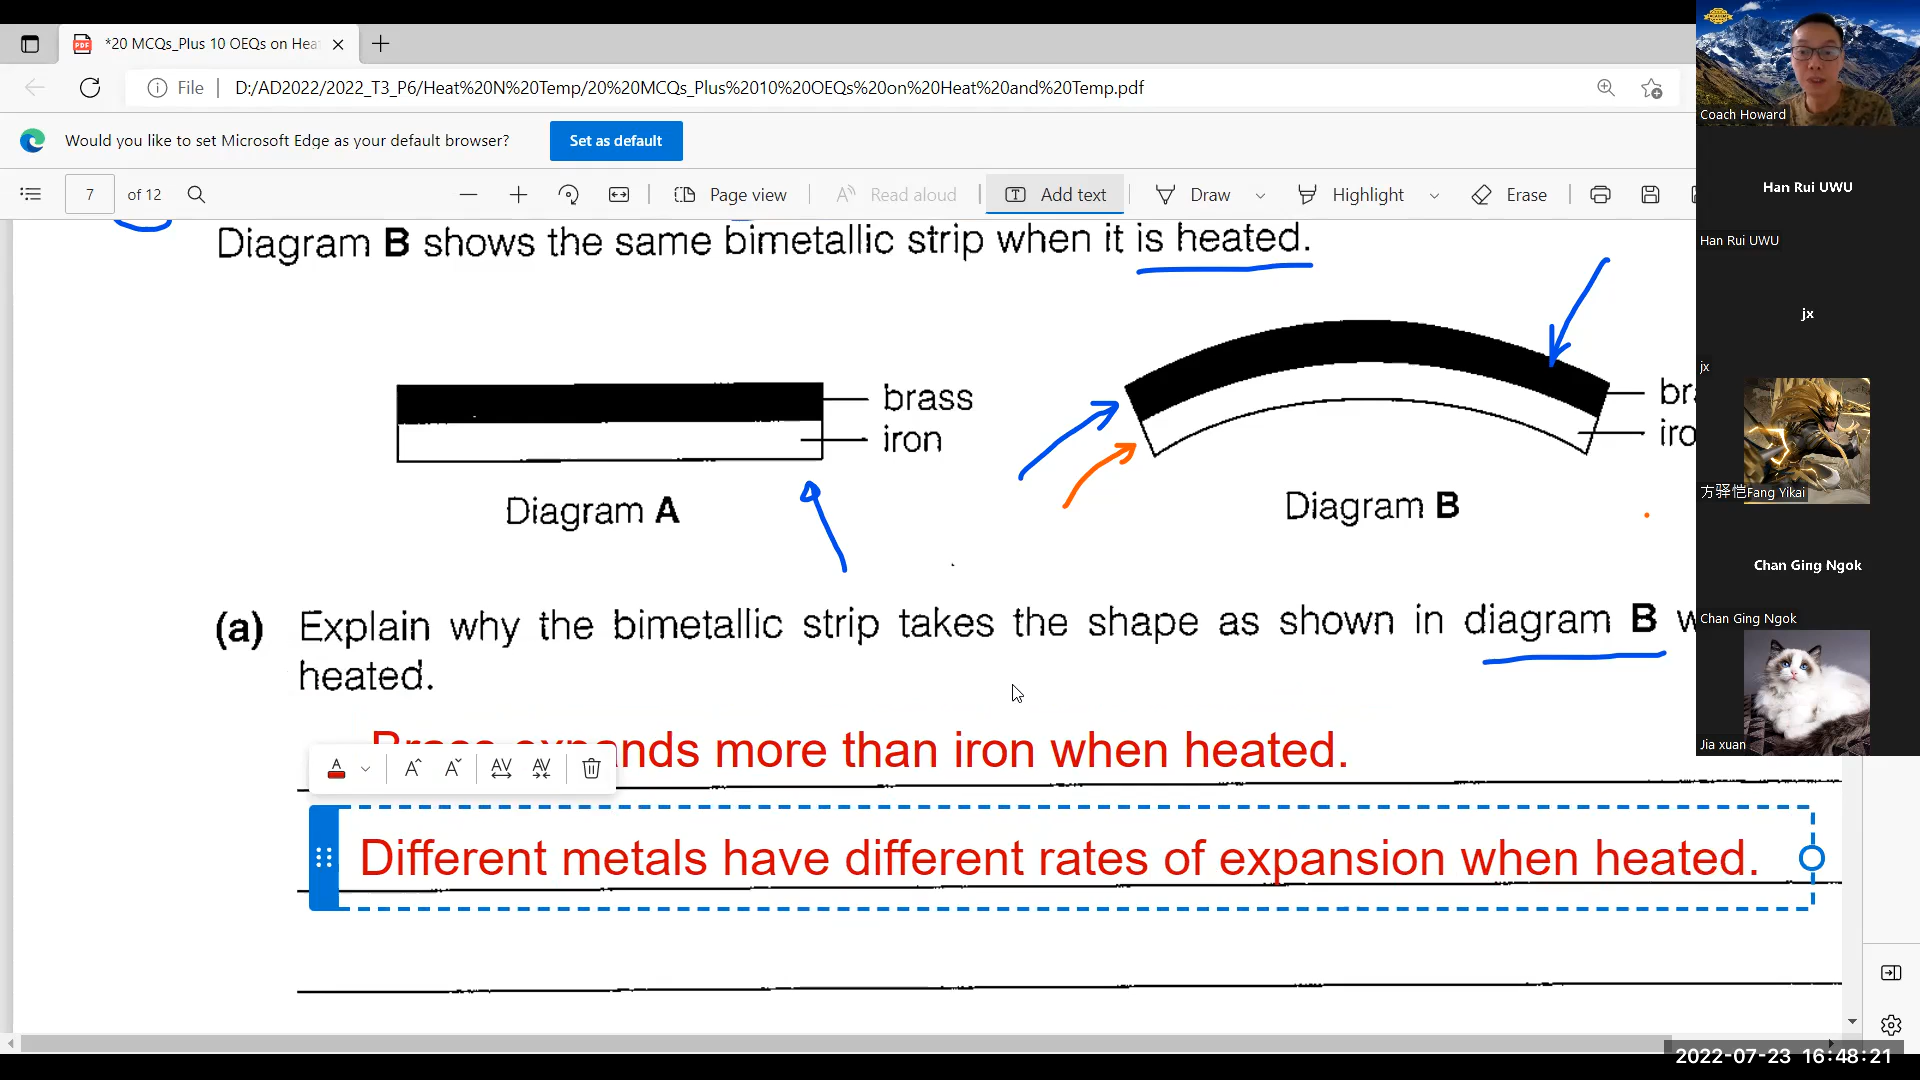 *20 MCQs_Plus 10 OEQs on Hea
File
D:/AD2022/2022_T3_P6/Heat%20N%20Temp/20%20MCQs_Plus%2010%20OEQs%20on%20Heat%20and%20Temp.pdf
Would you like to set Microsoft Edge as your default browser?
Set as default
7 of 12
Page view
Read aloud
Add text
Draw
Highlight
Erase
Diagram B shows the same bimetallic strip when it is heated.
brass
iron
Diagram A
bra
iro
Diagram B
(a) Explain why the bimetallic strip takes the shape as shown in diagram B w
heated.
Brass expands more than iron when heated.
Different metals have different rates of expansion when heated.
Coach Howard
Han Rui UWU
Han Rui UWU
jx
jx
方驿恺Fang Yikai
Chan Ging Ngok
Chan Ging Ngok
Jia xuan
2022-07-23 16:48:21